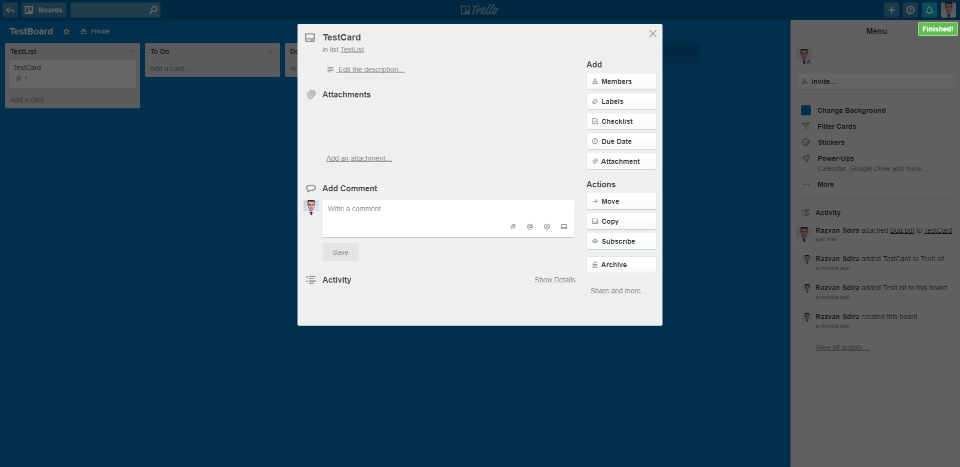 Boards
Trello
TestBoard
Private
Finished!
Menu
TestList
TestCard
Add a card...
To Do
Add a card...
Do
TestCard
in list TestList
Edit the description...
Attachments
Add an attachment...
Add Comment
Write a comment
Save
Activity
Show Details
Add
Members
Labels
Checklist
Due Date
Attachment
Actions
Move
Copy
Subscribe
Archive
Share and more...
Invite...
Change Background
Filter Cards
Stickers
Power-Ups
Calendar, Google Drive and more...
More
Activity
Razvan Sdira attached Bug.pdf to TestCard
just now
Razvan Sdira added TestCard to TestList
a minute ago
Razvan Sdira added TestList to this board
a minute ago
Razvan Sdira created this board
a minute ago
View all activity...